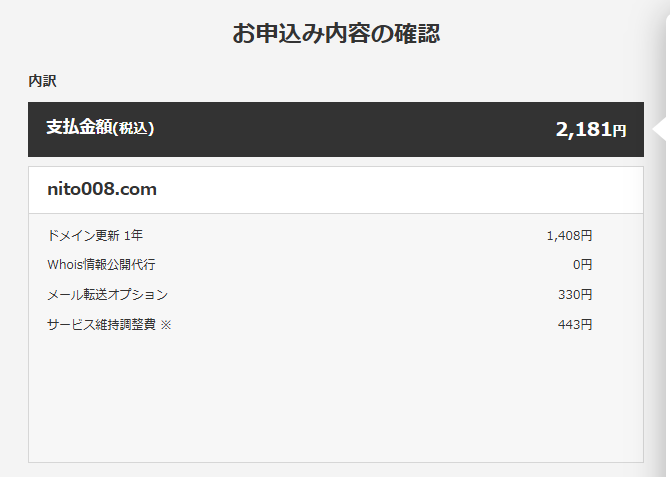 お申込み内容の確認
内訳
支払金額(税込) 2,181円
nito008.com
ドメイン更新 1年 1,408円
Whois情報公開代行 0円
メール転送オプション 330円
サービス維持調整費 ※ 443円